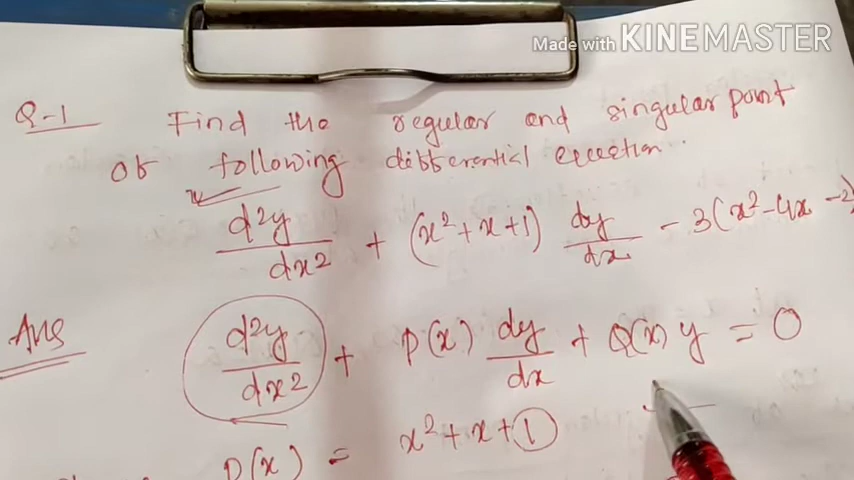 Made with KINEMASTER
Q-1 Find the regular and singular point
of following differential equation.
d²y/dx² + (x²+x+1) dy/dx - 3(x²-4x-2)
Ans d²y/dx² + P(x) dy/dx + Q(x) y = 0
P(x) = x²+x+1